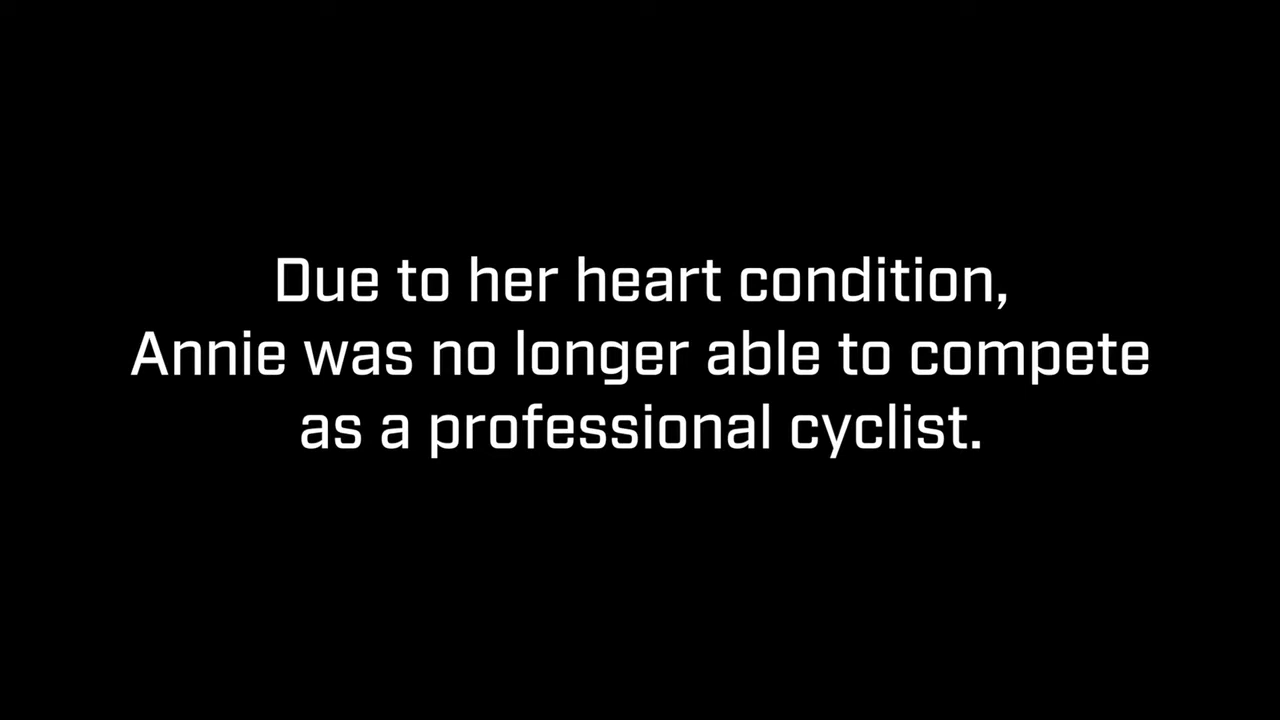 Due to her heart condition,
Annie was no longer able to compete
as a professional cyclist.